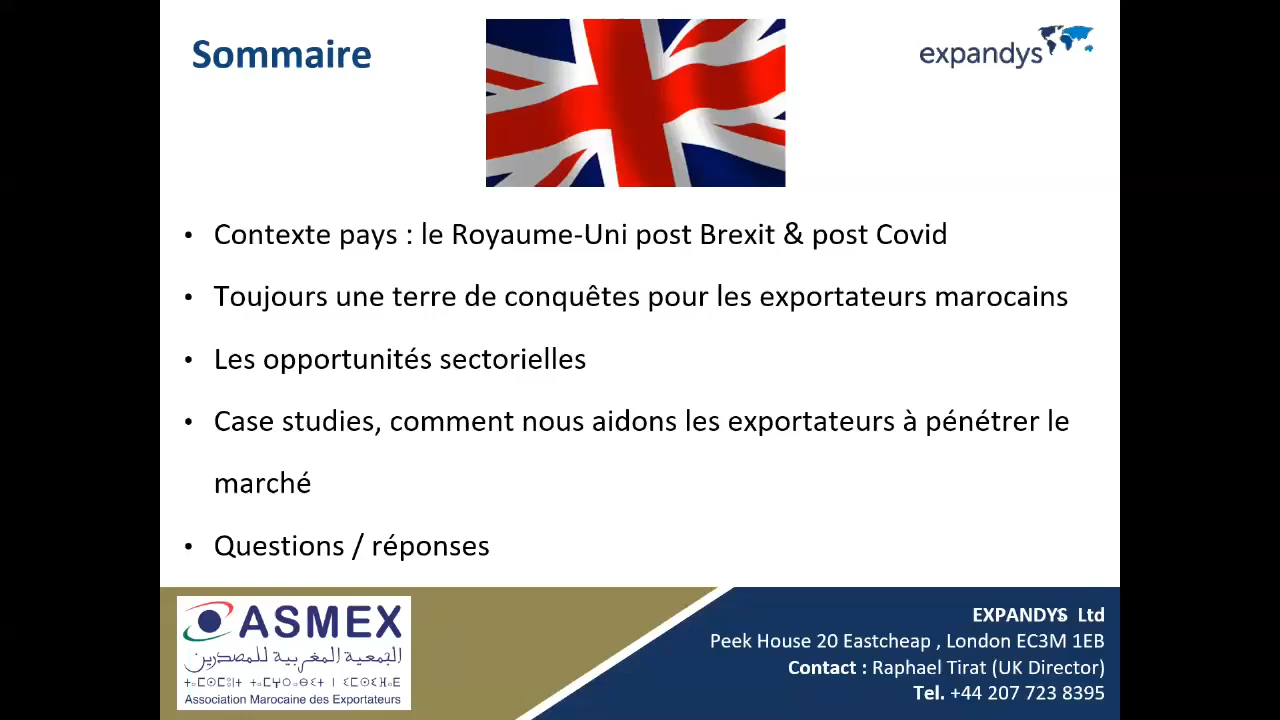 Sommaire
expandys
• Contexte pays : le Royaume-Uni post Brexit & post Covid
• Toujours une terre de conquêtes pour les exportateurs marocains
• Les opportunités sectorielles
• Case studies, comment nous aidons les exportateurs à pénétrer le
marché
• Questions / réponses
ASMEX
الجمعية المغربية للمصدرين
Association Marocaine des Exportateurs
EXPANDYS Ltd
Peek House 20 Eastcheap , London EC3M 1EB
Contact : Raphael Tirat (UK Director)
Tel. +44 207 723 8395